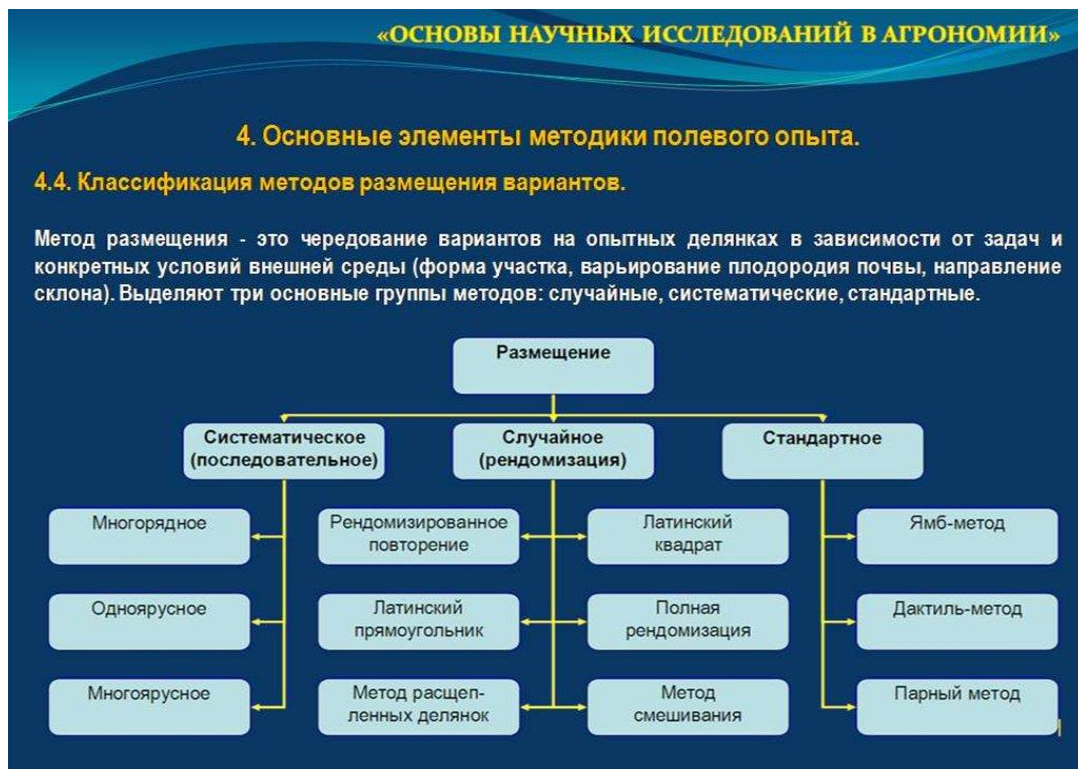 «ОСНОВЫ НАУЧНЫХ ИССЛЕДОВАНИЙ В АГРОНОМИИ»
4. Основные элементы методики полевого опыта.
4.4. Классификация методов размещения вариантов.
Метод размещения - это чередование вариантов на опытных делянках в зависимости от задач и
конкретных условий внешней среды (форма участка, варьирование плодородия почвы, направление
склона). Выделяют три основные группы методов: случайные, систематические, стандартные.
Размещение
Систематическое
(последовательное)
Случайное
(рендомизация)
Стандартное
Многорядное
Рендомизированное
повторение
Латинский
квадрат
Ямб-метод
Одноярусное
Латинский
прямоугольник
Полная
рендомизация
Дактиль-метод
Многоярусное
Метод расщеп-
ленных делянок
Метод
смешивания
Парный метод